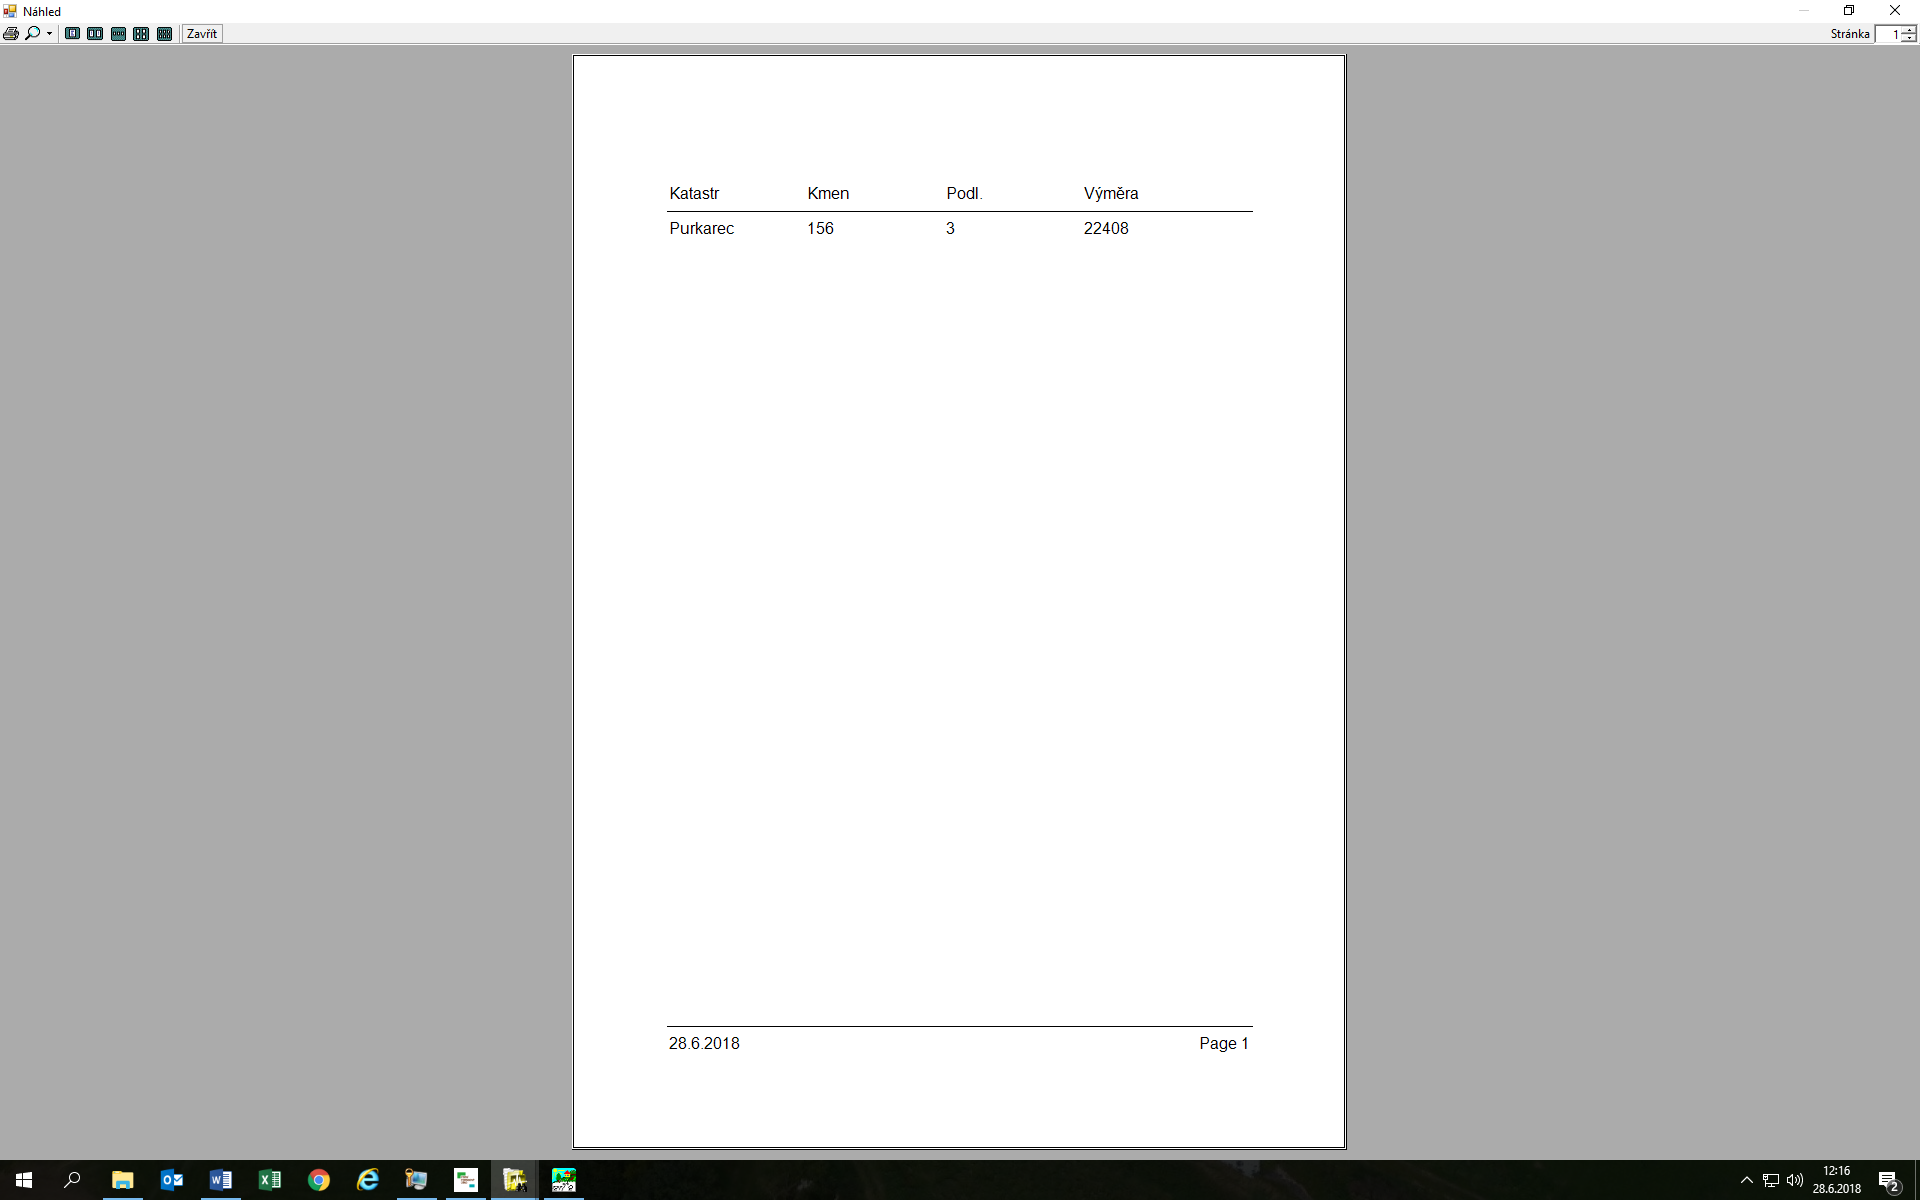 Náhled
Zavřít
Stránka 1
Katastr Kmen Podl. Výměra
Purkarec 156 3 22408
28.6.2018 Page 1
12:16
28.6.2018
2